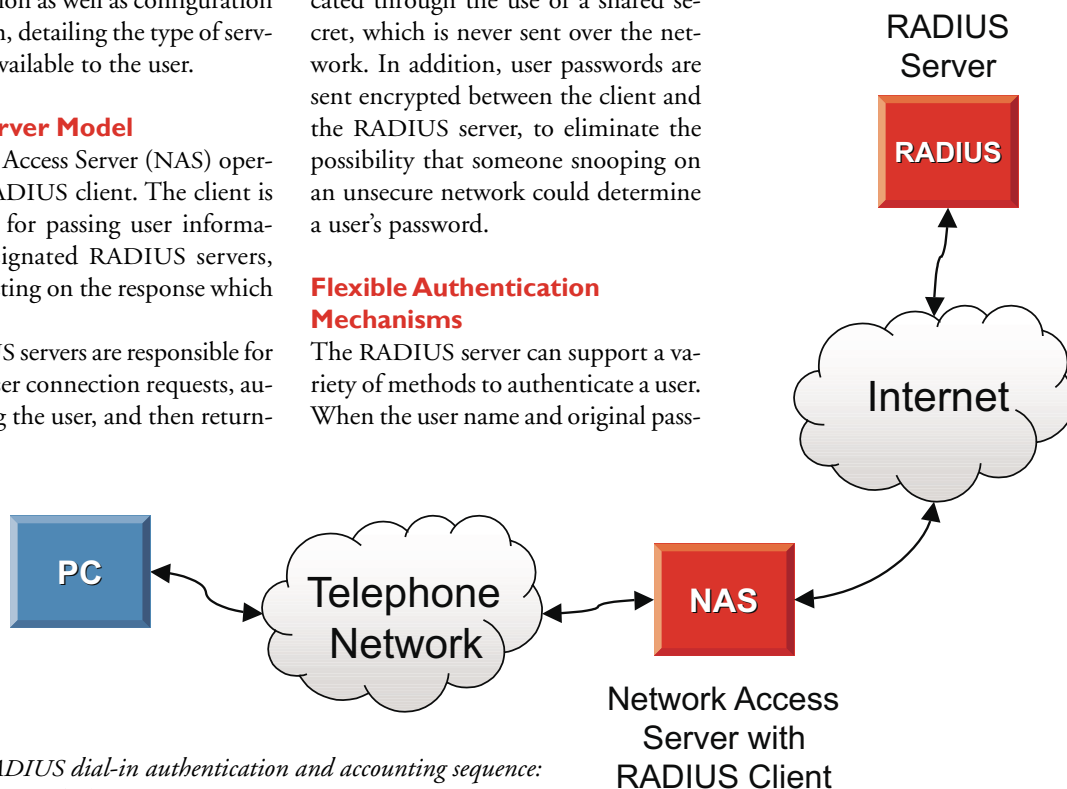 ion as well as configuration
n, detailing the type of serv-
vailable to the user.
rver Model
Access Server (NAS) oper-
ADIUS client. The client is
for passing user informa-
ignated RADIUS servers,
ting on the response which
S servers are responsible for
ser connection requests, au-
g the user, and then return-
cated through the use of a shared se-
cret, which is never sent over the net-
work. In addition, user passwords are
sent encrypted between the client and
the RADIUS server, to eliminate the
possibility that someone snooping on
an unsecure network could determine
a user's password.
Flexible Authentication
Mechanisms
The RADIUS server can support a va-
riety of methods to authenticate a user.
When the user name and original pass-
RADIUS
Server
RADIUS
Internet
PC
Telephone
Network
NAS
Network Access
Server with
RADIUS Client
ADIUS dial-in authentication and accounting sequence: